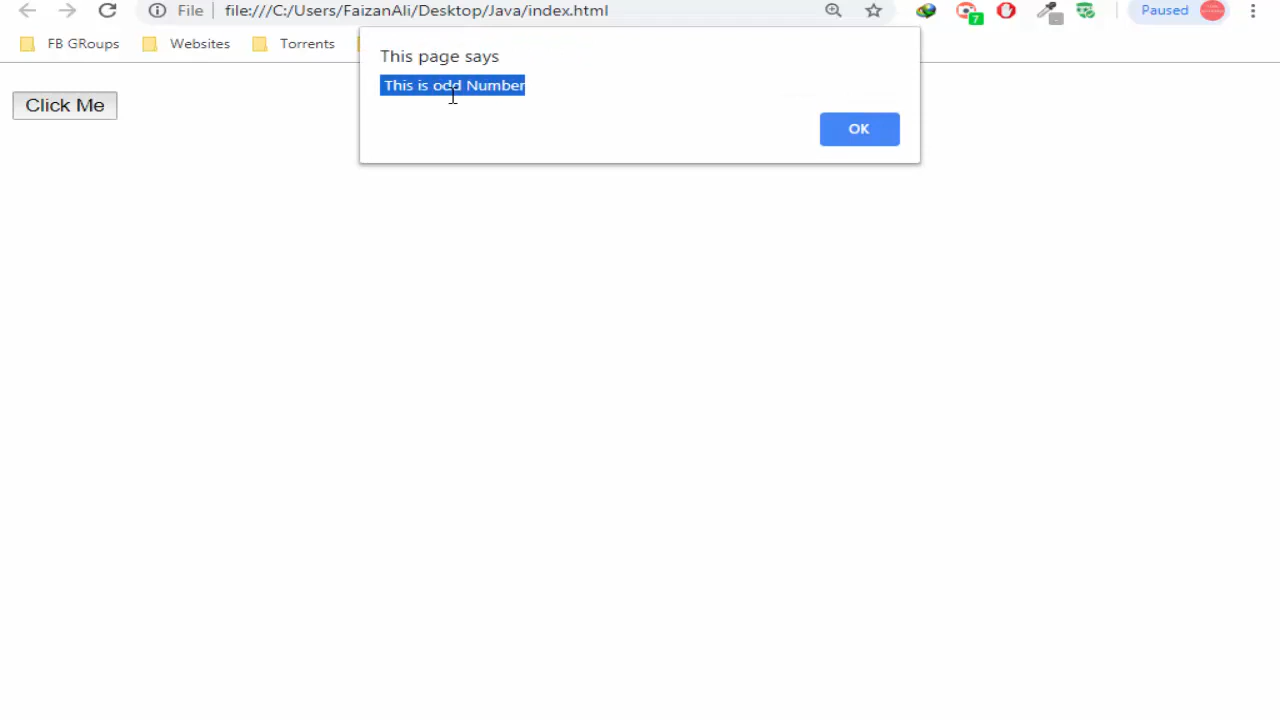 File file:///C:/Users/FaizanAli/Desktop/Java/index.html Paused
7
FB GRoups Websites Torrents
This page says
This is odd Number
Click Me
OK